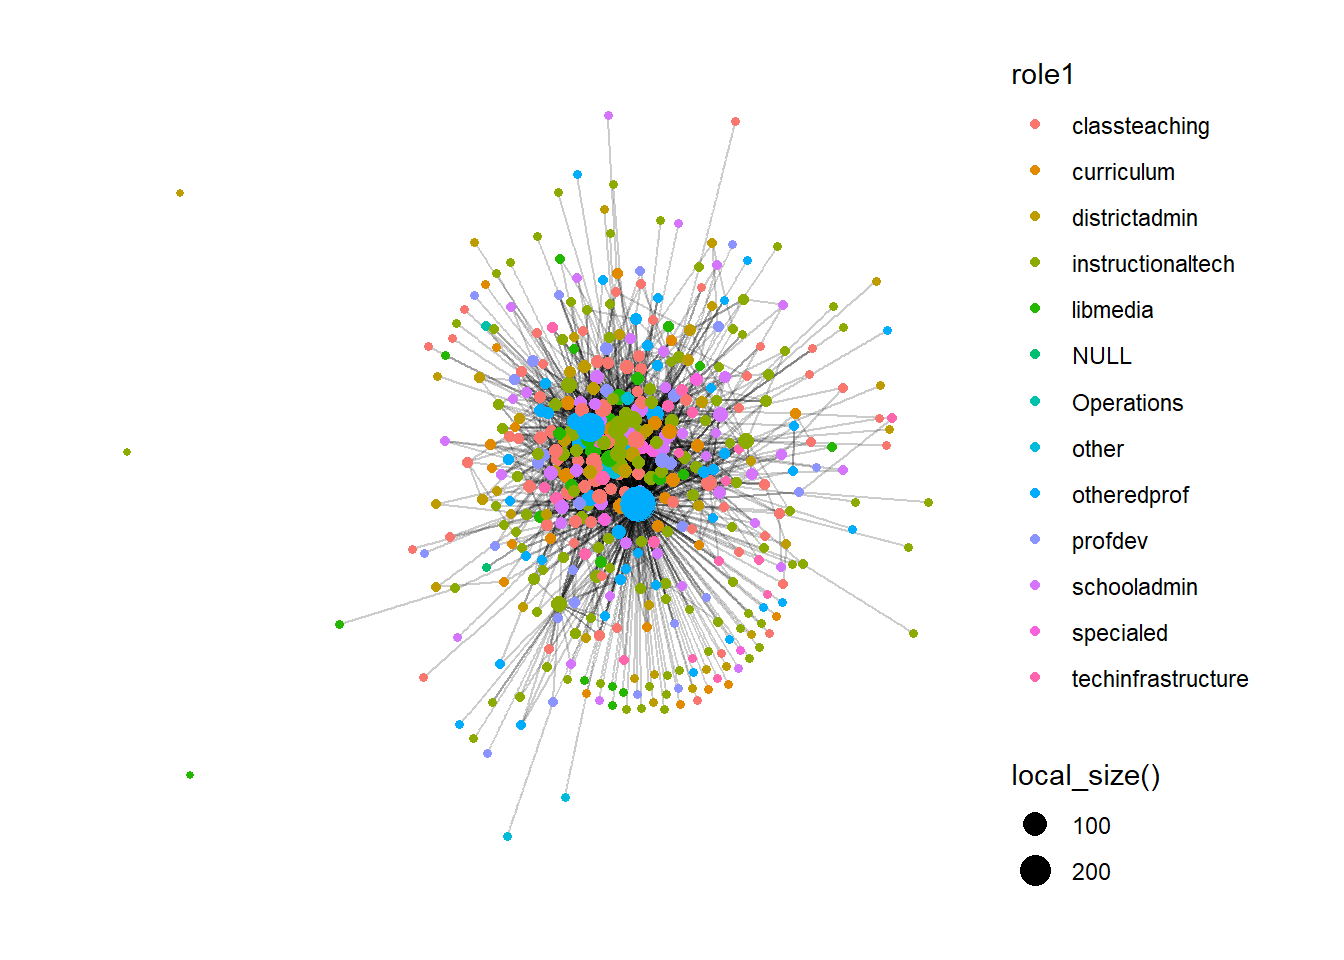 role1
classteaching
curriculum
districtadmin
instructionaltech
libmedia
NULL
Operations
other
otheredprof
profdev
schooladmin
specialed
techinfrastructure
local_size()
100
200